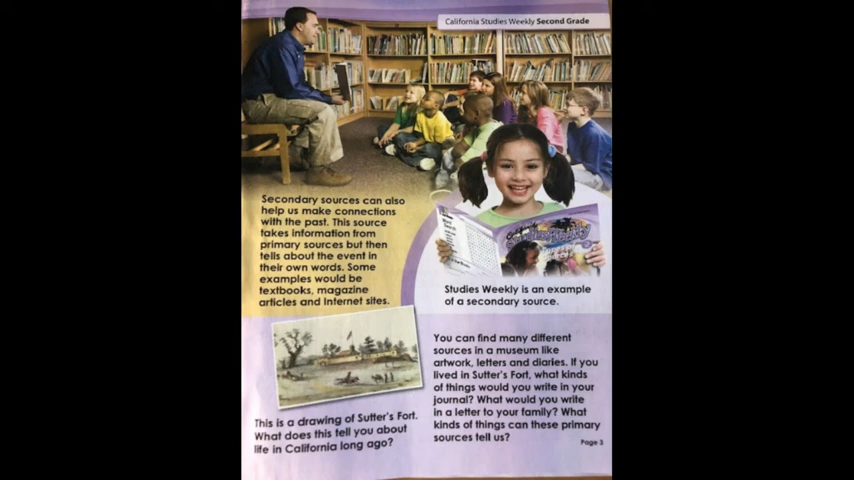 California Studies Weekly Second Grade
Secondary sources can also
help us make connections
with the past. This source
takes information from
primary sources but then
tells about the event in
their own words. Some
examples would be
textbooks, magazine
articles and Internet sites.
Studies Weekly is an example
of a secondary source.
This is a drawing of Sutter's Fort.
What does this tell you about
life in California long ago?
You can find many different
sources in a museum like
artwork, letters and diaries. If you
lived in Sutter's Fort, what kinds
of things would you write in your
journal? What would you write
in a letter to your family? What
kinds of things can these primary
sources tell us?
Page 3